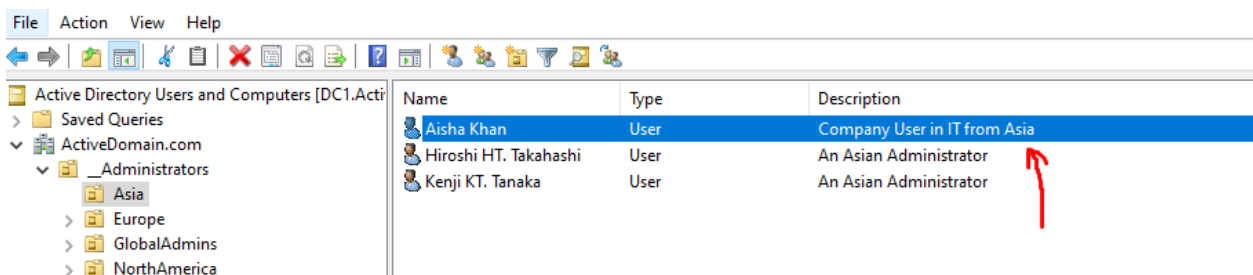 File Action View Help
Active Directory Users and Computers [DC1.Acti
Saved Queries
ActiveDomain.com
__Administrators
Asia
Europe
GlobalAdmins
NorthAmerica
Name Type Description
Aisha Khan User Company User in IT from Asia
Hiroshi HT. Takahashi User An Asian Administrator
Kenji KT. Tanaka User An Asian Administrator